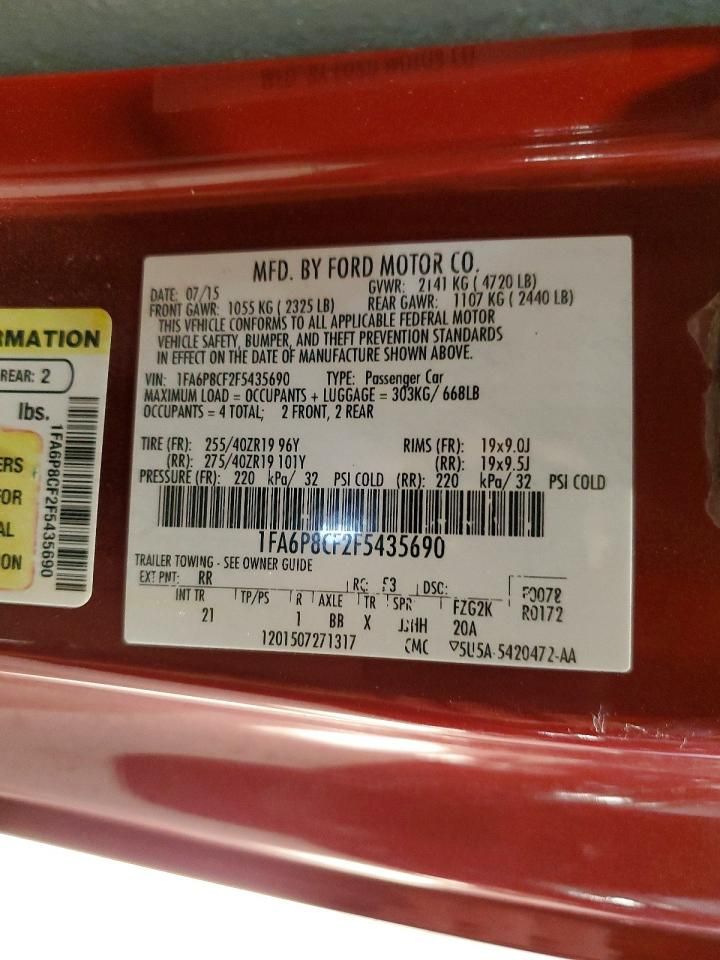 MFD. BY FORD MOTOR CO.
DATE: 07/15
GVWR: 2141 KG ( 4720 LB)
FRONT GAWR: 1055 KG ( 2325 LB)
REAR GAWR: 1107 KG ( 2440 LB)
THIS VEHICLE CONFORMS TO ALL APPLICABLE FEDERAL MOTOR
VEHICLE SAFETY, BUMPER, AND THEFT PREVENTION STANDARDS
IN EFFECT ON THE DATE OF MANUFACTURE SHOWN ABOVE.
VIN: 1FA6P8CF2F5435690 TYPE: Passenger Car
MAXIMUM LOAD = OCCUPANTS + LUGGAGE = 303KG/ 668LB
OCCUPANTS = 4 TOTAL; 2 FRONT, 2 REAR
TIRE (FR): 255/40ZR19 96Y RIMS (FR): 19x9.0J
(RR): 275/40ZR19 101Y (RR): 19x9.5J
PRESSURE (FR): 220 kPa/ 32 PSI COLD (RR): 220 kPa/ 32 PSI COLD
1FA6P8CF2F5435690
TRAILER TOWING - SEE OWNER GUIDE
EXT PNT: RR RC: 53 DSC: F0078
INT TR TP/PS R AXLE TR SPR FZG2K R0172
21 1 BB X JJHH 20A
1201507271317 CMC ▽5U5A-5420472-AA
RMATION
REAR: 2
lbs.
ERS
FOR
AL
ION
1FA6P8CF2F5435690